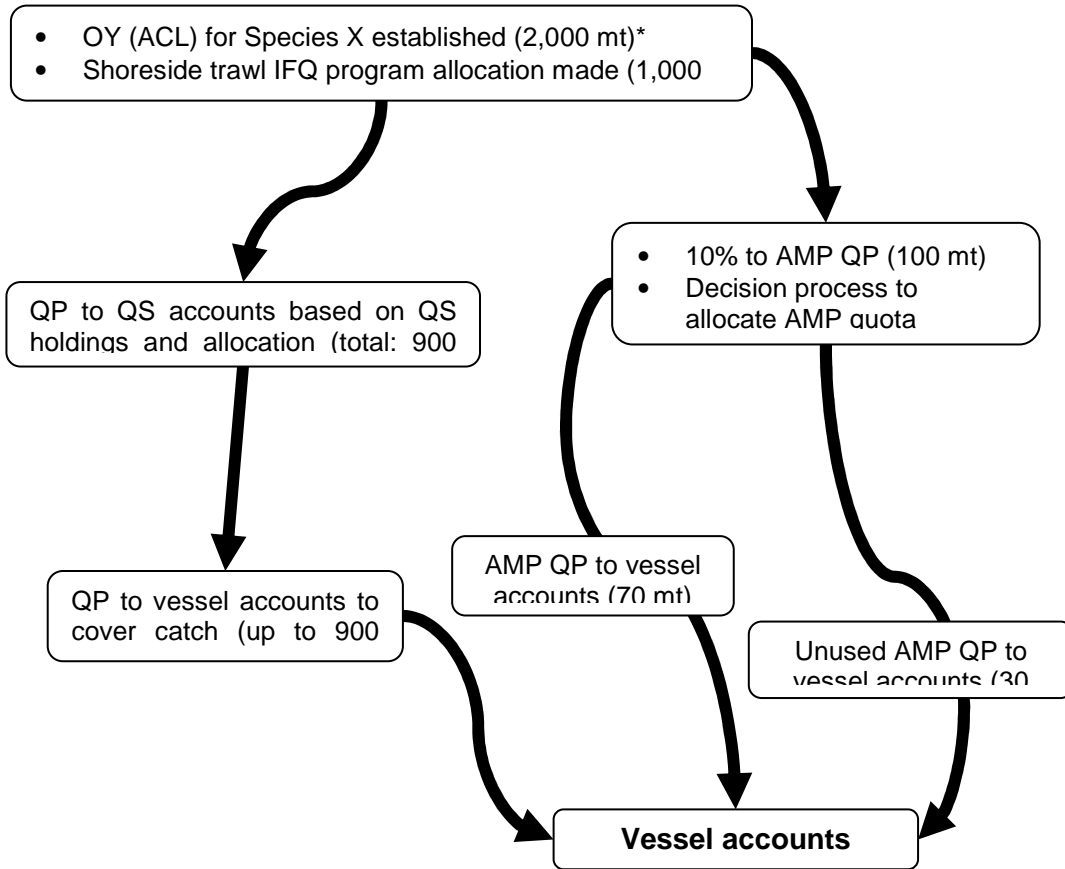 • OY (ACL) for Species X established (2,000 mt)*
• Shoreside trawl IFQ program allocation made (1,000
• 10% to AMP QP (100 mt)
• Decision process to
allocate AMP quota
QP to QS accounts based on QS
holdings and allocation (total: 900
AMP QP to vessel
accounts (70 mt)
QP to vessel accounts to
cover catch (up to 900
Unused AMP QP to
vessel accounts (30
Vessel accounts